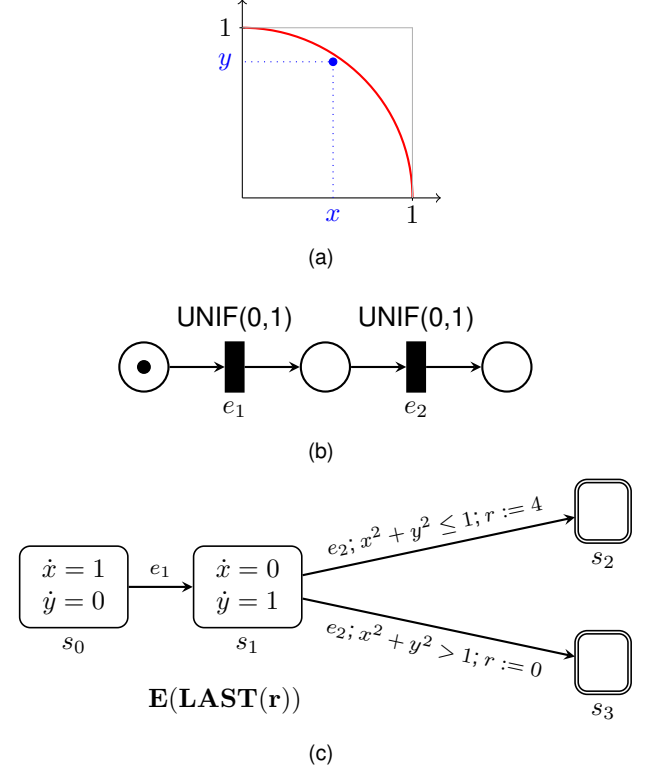 1
y
x
1
(a)
UNIF(0,1) UNIF(0,1)
e₁ e₂
(b)
e₂; x² + y² ≤ 1; r := 4
s₂
ẋ = 1 e₁ ẋ = 0
ẏ = 0 ẏ = 1
s₀ s₁
e₂; x² + y² > 1; r := 0
s₃
E(LAST(r))
(c)